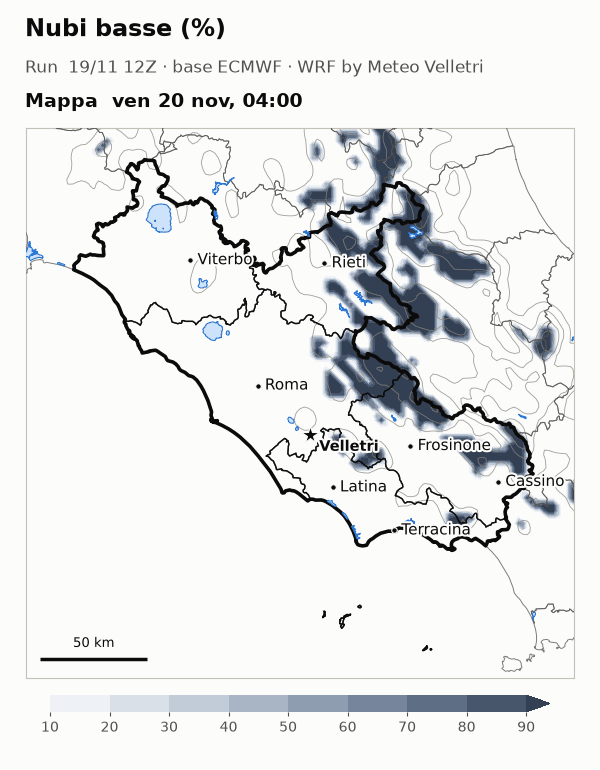 Nubi basse (%)
Run 19/11 12Z · base ECMWF · WRF by Meteo Velletri
Mappa ven 20 nov, 04:00
Viterbo
Rieti
Roma
Velletri
Frosinone
Cassino
Latina
Terracina
50 km
10 20 30 40 50 60 70 80 90